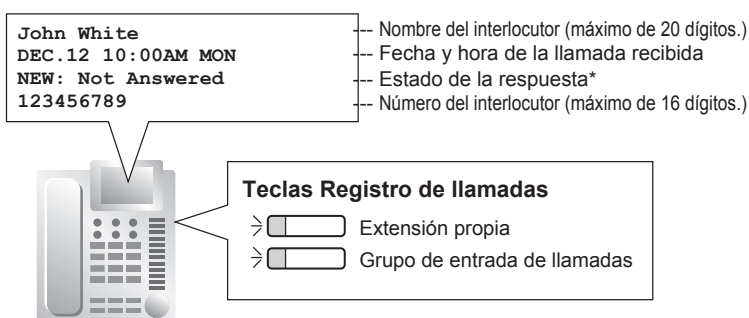 John White --- Nombre del interlocutor (máximo de 20 dígitos.)
DEC.12 10:00AM MON --- Fecha y hora de la llamada recibida
NEW: Not Answered --- Estado de la respuesta*
123456789 --- Número del interlocutor (máximo de 16 dígitos.)
Teclas Registro de llamadas
Extensión propia
Grupo de entrada de llamadas